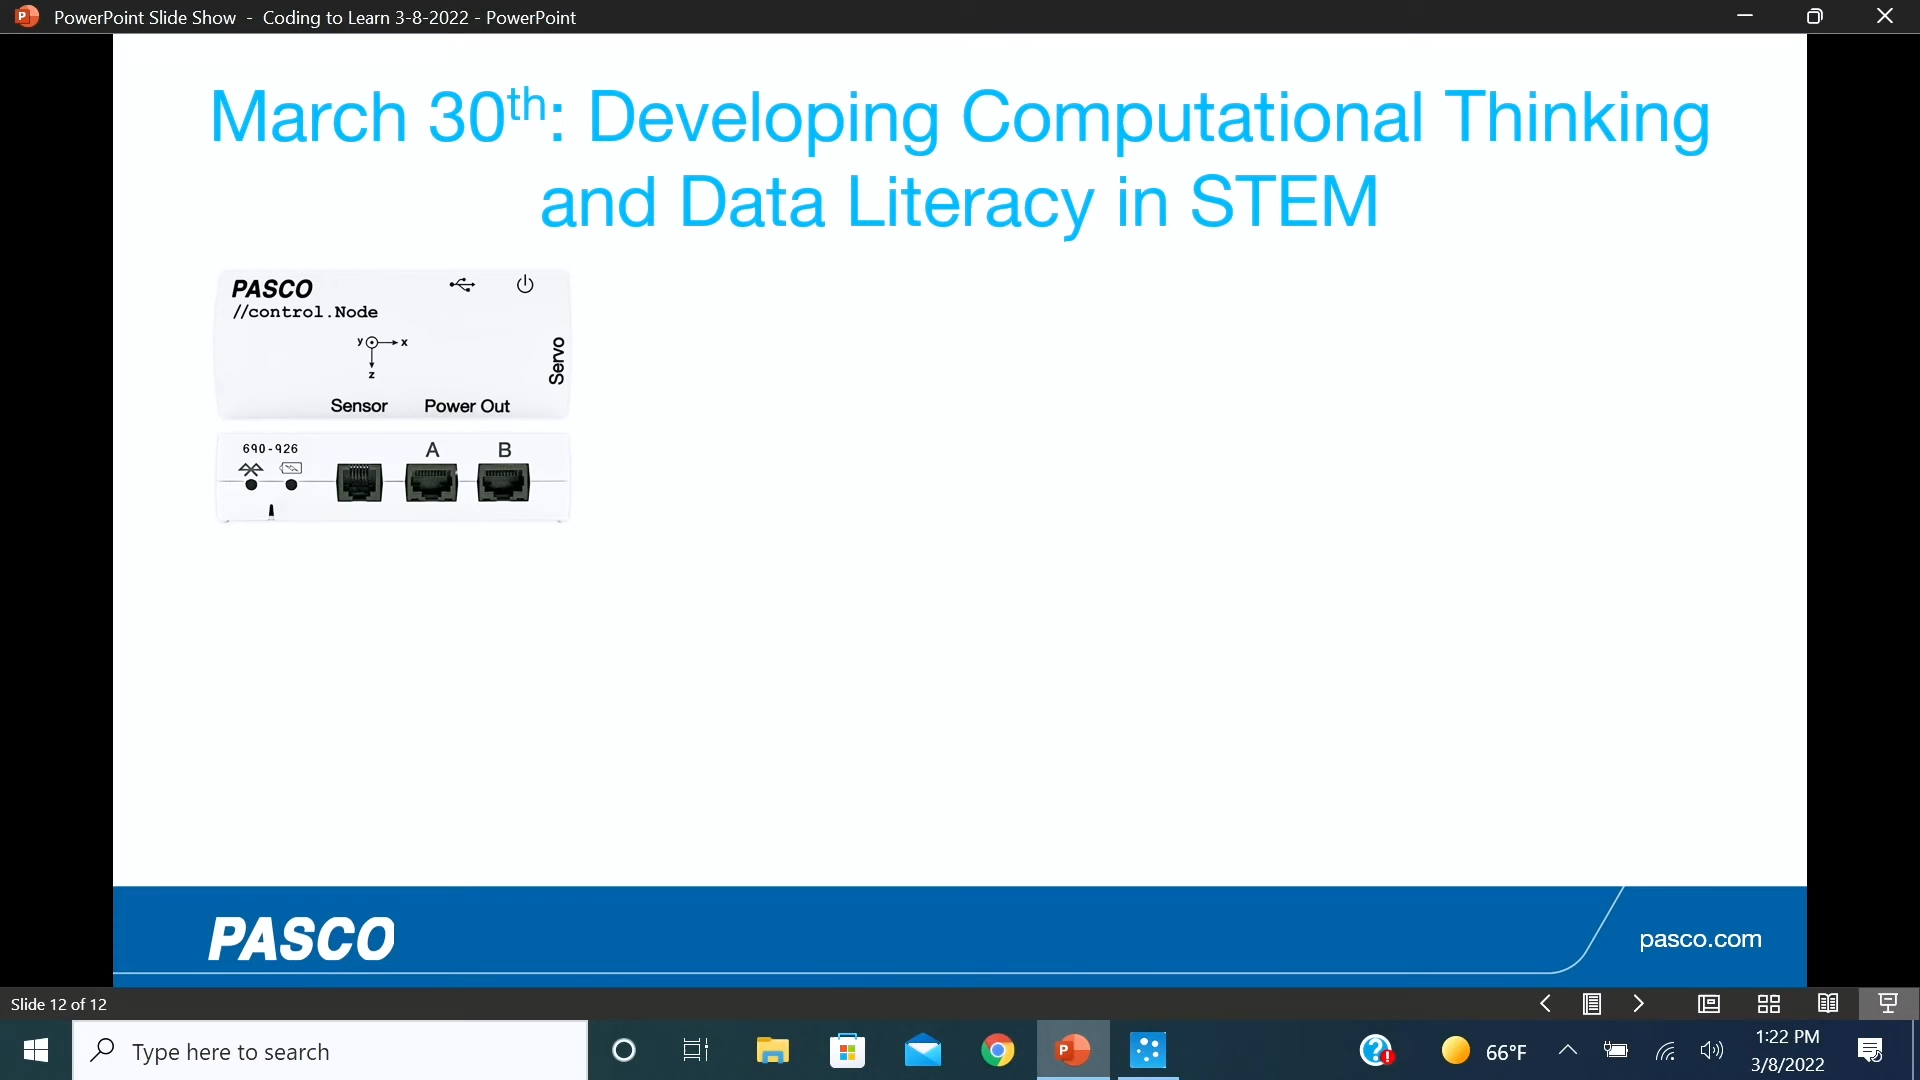 PowerPoint Slide Show - Coding to Learn 3-8-2022 - PowerPoint
March 30th: Developing Computational Thinking
and Data Literacy in STEM
PASCO
//control.Node
y x
z
Servo
Sensor Power Out
690-926 A B
PASCO
pasco.com
Slide 12 of 12
Type here to search
66°F
1:22 PM
3/8/2022